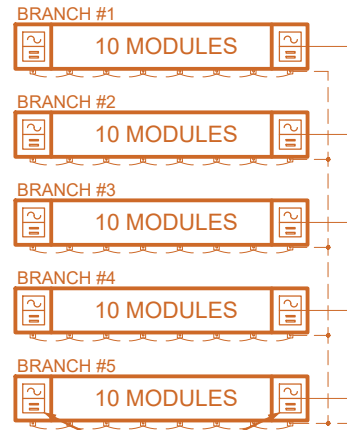 BRANCH #1
10 MODULES
BRANCH #2
10 MODULES
BRANCH #3
10 MODULES
BRANCH #4
10 MODULES
BRANCH #5
10 MODULES